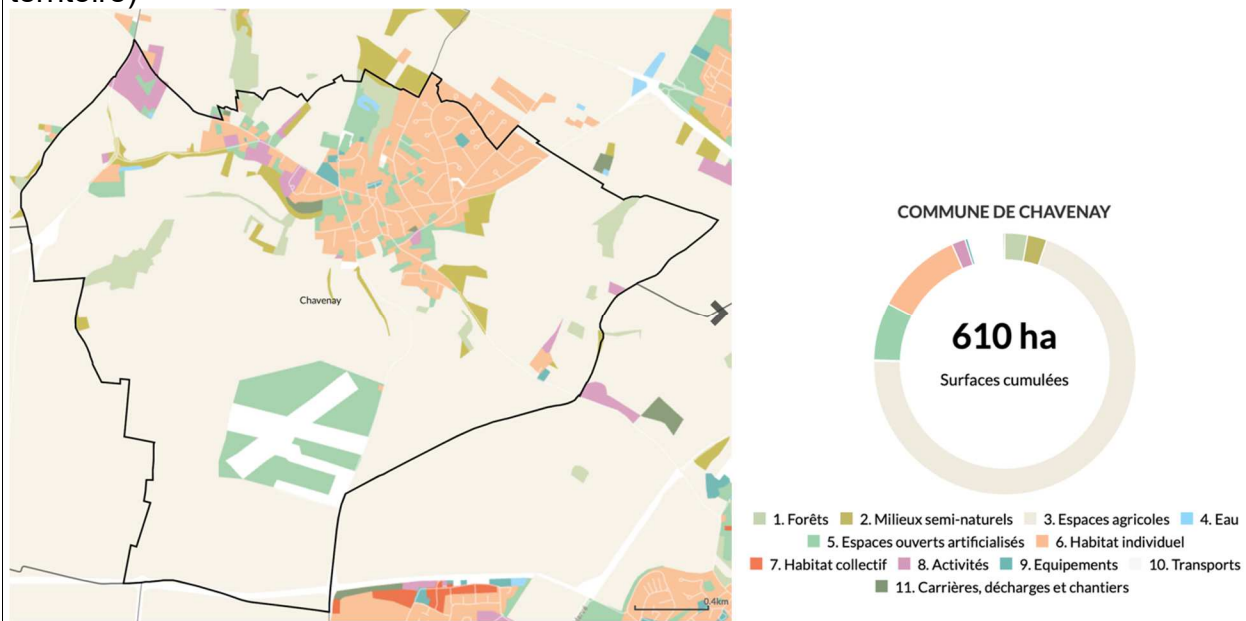 territoire)
Chavenay
0.4km
COMMUNE DE CHAVENAY
610 ha
Surfaces cumulées
1. Forêts 2. Milieux semi-naturels 3. Espaces agricoles 4. Eau
5. Espaces ouverts artificialisés 6. Habitat individuel
7. Habitat collectif 8. Activités 9. Equipements 10. Transports
11. Carrières, décharges et chantiers